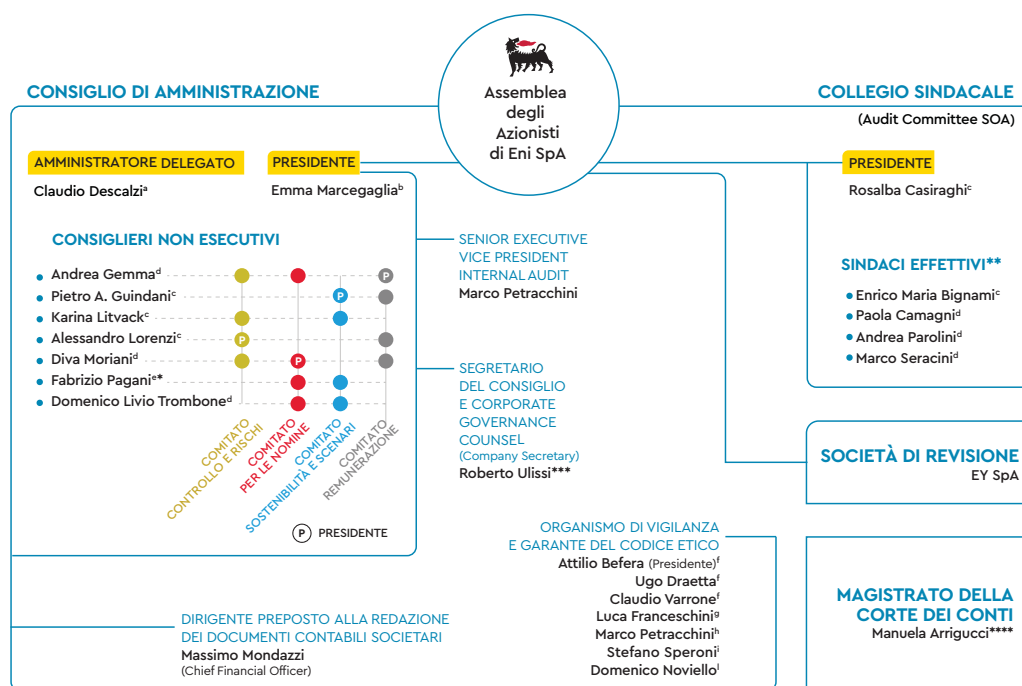 Assemblea
degli
Azionisti
di Eni SpA
CONSIGLIO DI AMMINISTRAZIONE
AMMINISTRATORE DELEGATO
Claudio Descalziᵃ
PRESIDENTE
Emma Marcegagliaᵇ
CONSIGLIERI NON ESECUTIVI
• Andrea Gemmaᵈ
P
• Pietro A. Guindaniᶜ
P
• Karina Litvackᶜ
• Alessandro Lorenziᶜ
P
• Diva Morianiᵈ
P
• Fabrizio Paganiᵉ*
• Domenico Livio Tromboneᵈ
COMITATO
CONTROLLO E RISCHI
COMITATO
PER LE NOMINE
COMITATO
SOSTENIBILITÀ E SCENARI
COMITATO
REMUNERAZIONE
P PRESIDENTE
SENIOR EXECUTIVE
VICE PRESIDENT
INTERNAL AUDIT
Marco Petracchini
SEGRETARIO
DEL CONSIGLIO
E CORPORATE
GOVERNANCE
COUNSEL
(Company Secretary)
Roberto Ulissi***
COLLEGIO SINDACALE
(Audit Committee SOA)
PRESIDENTE
Rosalba Casiraghiᶜ
SINDACI EFFETTIVI**
• Enrico Maria Bignamiᶜ
• Paola Camagniᵈ
• Andrea Paroliniᵈ
• Marco Seraciniᵈ
SOCIETÀ DI REVISIONE
EY SpA
ORGANISMO DI VIGILANZA
E GARANTE DEL CODICE ETICO
Attilio Befera (Presidente)ᶠ
Ugo Draettaᶠ
Claudio Varroneᶠ
Luca Franceschiniᵍ
Marco Petracchiniʰ
Stefano Speroniⁱ
Domenico Novielloˡ
MAGISTRATO DELLA
CORTE DEI CONTI
Manuela Arrigucci****
DIRIGENTE PREPOSTO ALLA REDAZIONE
DEI DOCUMENTI CONTABILI SOCIETARI
Massimo Mondazzi
(Chief Financial Officer)